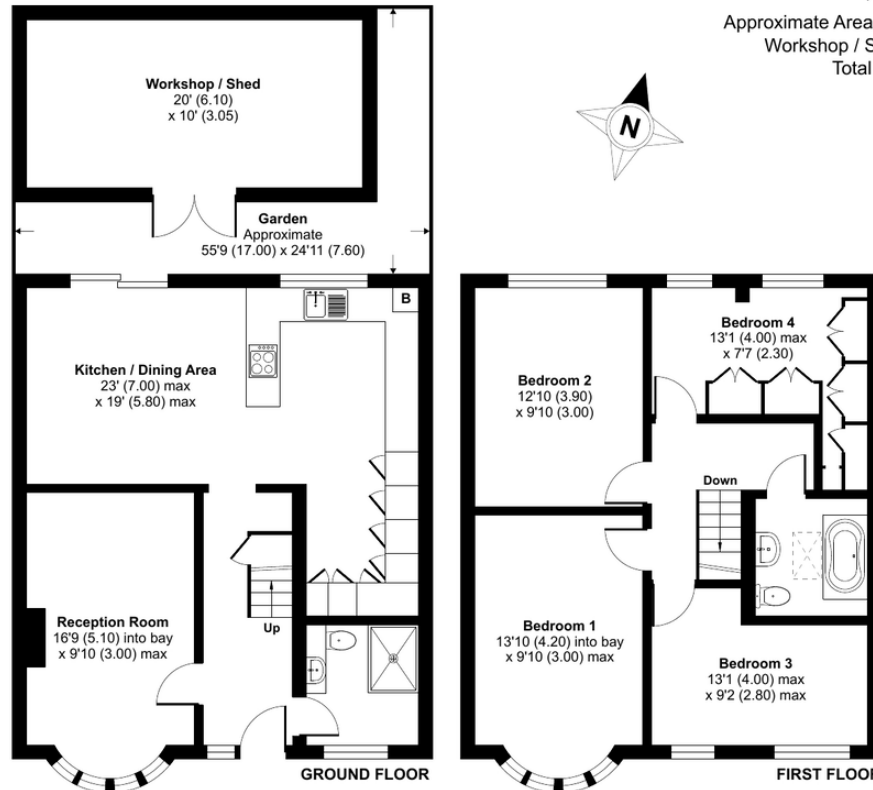 Approximate Area
Workshop / S
Total
Workshop / Shed
20' (6.10)
x 10' (3.05)
N
Garden
Approximate
55'9 (17.00) x 24'11 (7.60)
B
Kitchen / Dining Area
23' (7.00) max
x 19' (5.80) max
Bedroom 4
13'1 (4.00) max
x 7'7 (2.30)
Bedroom 2
12'10 (3.90)
x 9'10 (3.00)
Down
Reception Room
16'9 (5.10) into bay
x 9'10 (3.00) max
Up
Bedroom 1
13'10 (4.20) into bay
x 9'10 (3.00) max
Bedroom 3
13'1 (4.00) max
x 9'2 (2.80) max
GROUND FLOOR
FIRST FLOOR